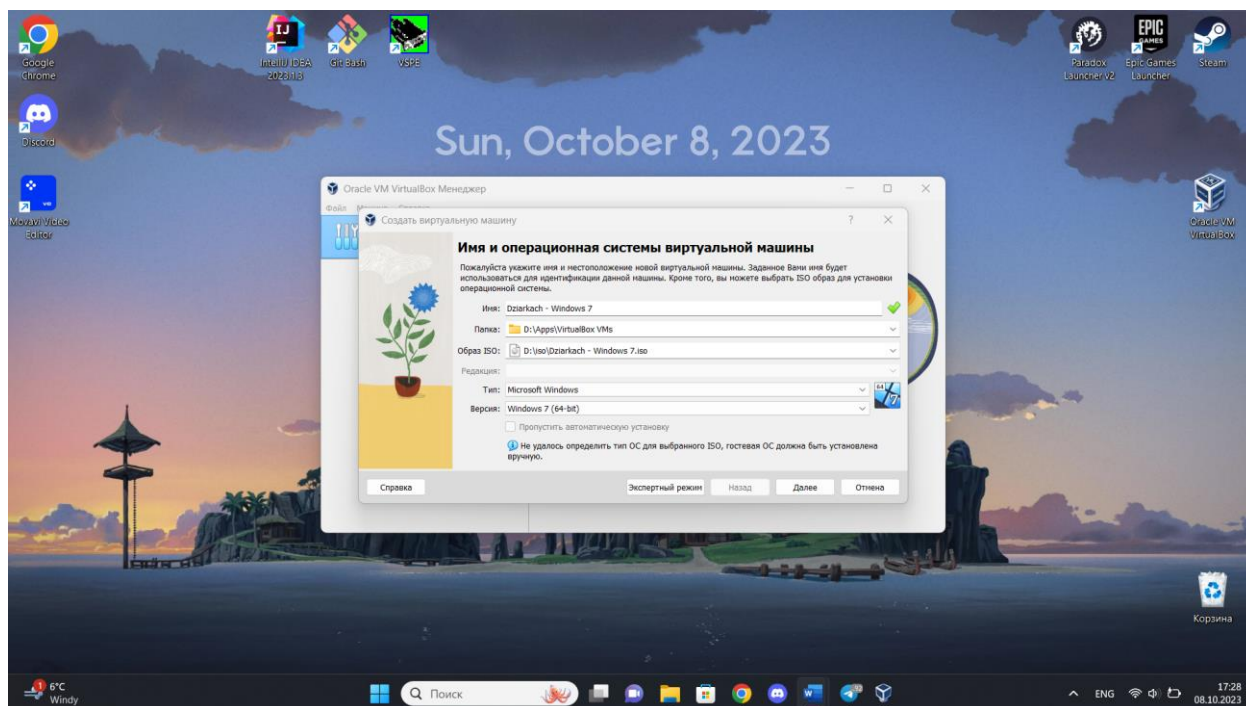 Google
Chrome
IntelliJ IDEA
2023.1.3
Git Bash
VSPE
Paradox
Launcher v2
EPIC
GAMES
Epic Games
Launcher
Steam
Discord
Sun, October 8, 2023
Movavi Video
Editor
Oracle VM
VirtualBox
Oracle VM VirtualBox Менеджер
Файл
Создать виртуальную машину
Имя и операционная системы виртуальной машины
Пожалуйста укажите имя и местоположение новой виртуальной машины. Заданное Вами имя будет
использоваться для идентификации данной машины. Кроме того, вы можете выбрать ISO образ для установки
операционной системы.
Имя: Dziarkach - Windows 7
Папка: D:\Apps\VirtualBox VMs
Образ ISO: D:\iso\Dziarkach - Windows 7.iso
Редакция:
Тип: Microsoft Windows
64
7
Версия: Windows 7 (64-bit)
Пропустить автоматическую установку
Не удалось определить тип ОС для выбранного ISO, гостевая ОС должна быть установлена
вручную.
Справка
Экспертный режим
Назад
Далее
Отмена
Корзина
1
6°C
Windy
Поиск
ENG
17:28
08.10.2023